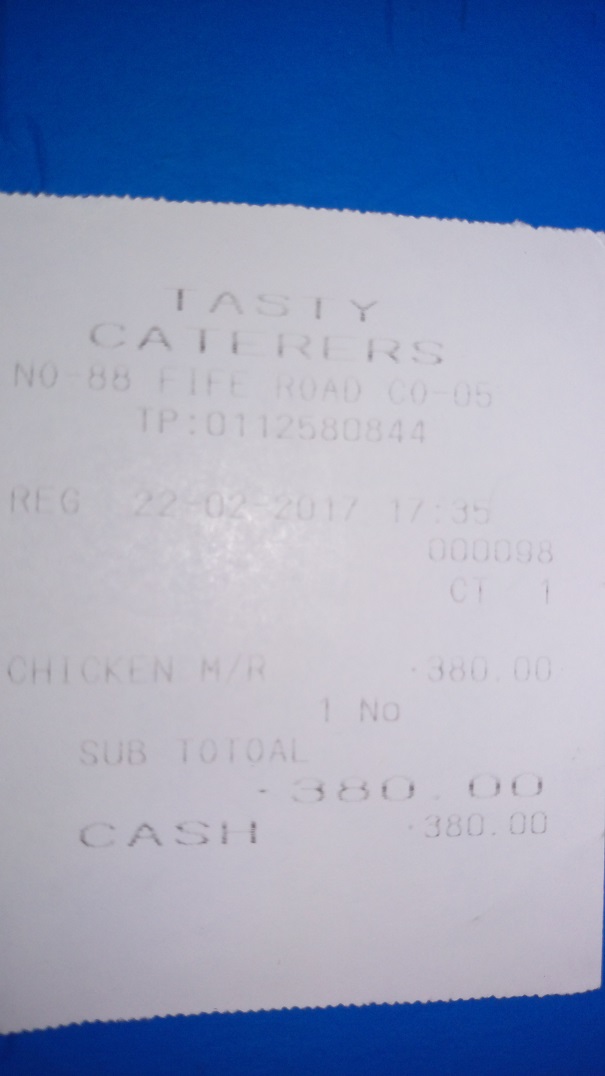 TASTY
CATERERS
NO-88 FIFE ROAD CO-05
TP:0112580844
REG 22-02-2017 17:35
000098
CT 1
CHICKEN M/R ·380.00
1 No
SUB TOTOAL
·380.00
CASH ·380.00